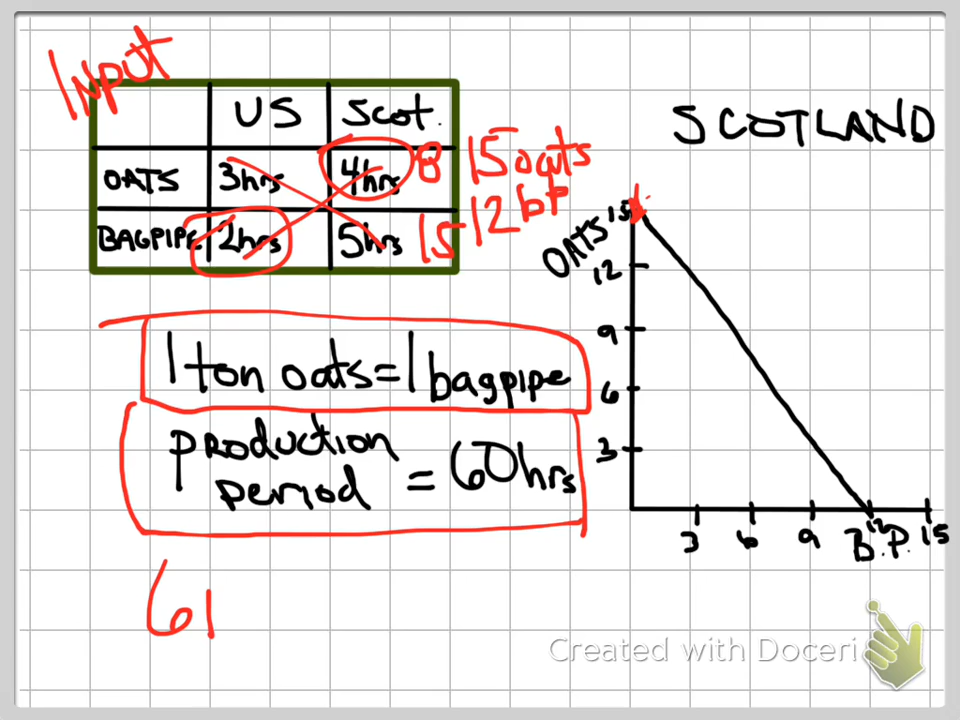 Input
US Scot.
OATS 3hrs 4hrs 8
BAGPIPE 2hrs 5hrs 15
15 oats
12 bp
1 ton oats = 1 bagpipe
production
period = 60hrs
SCOTLAND
OATS
15
12
9
6
3
3 6 9 12 15
B.P.
Created with Doceri